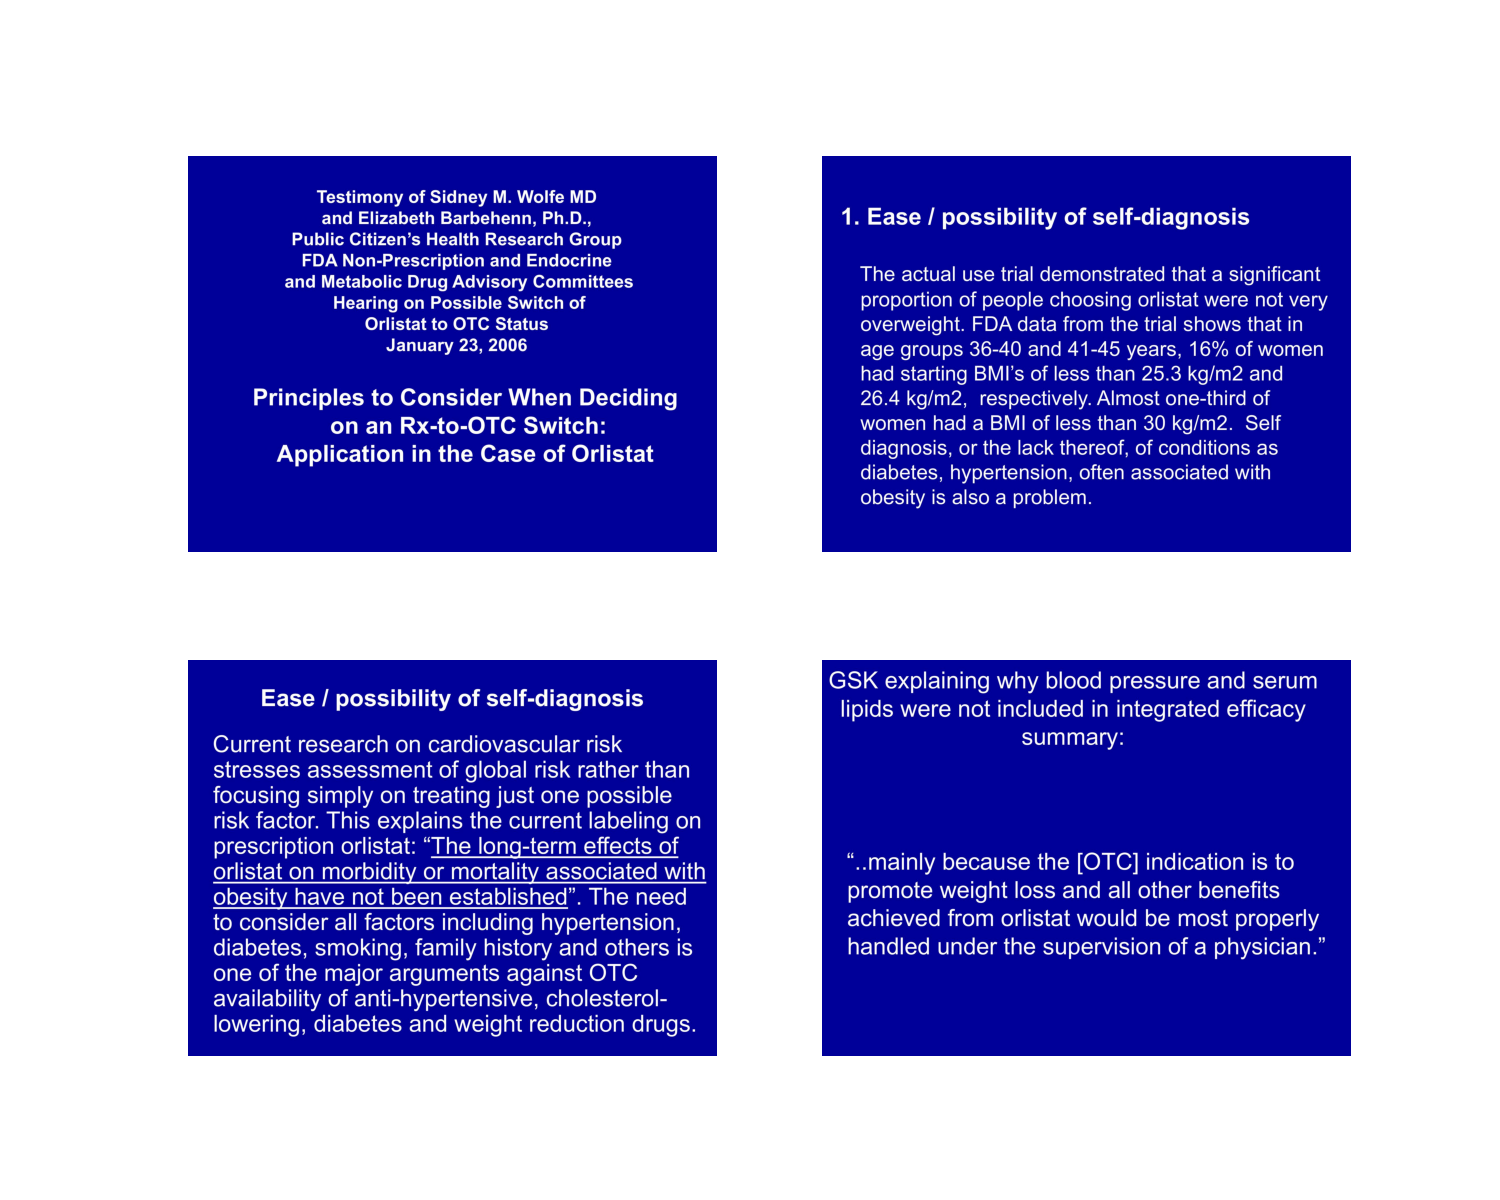 Testimony of Sidney M. Wolfe MD
and Elizabeth Barbehenn, Ph.D.,
Public Citizen’s Health Research Group
FDA Non-Prescription and Endocrine
and Metabolic Drug Advisory Committees
Hearing on Possible Switch of
Orlistat to OTC Status
January 23, 2006
Principles to Consider When Deciding
on an Rx-to-OTC Switch:
Application in the Case of Orlistat
1. Ease / possibility of self-diagnosis
The actual use trial demonstrated that a significant
proportion of people choosing orlistat were not very
overweight. FDA data from the trial shows that in
age groups 36-40 and 41-45 years, 16% of women
had starting BMI’s of less than 25.3 kg/m2 and
26.4 kg/m2, respectively. Almost one-third of
women had a BMI of less than 30 kg/m2. Self
diagnosis, or the lack thereof, of conditions as
diabetes, hypertension, often associated with
obesity is also a problem.
Ease / possibility of self-diagnosis
Current research on cardiovascular risk
stresses assessment of global risk rather than
focusing simply on treating just one possible
risk factor. This explains the current labeling on
prescription orlistat: “The long-term effects of
orlistat on morbidity or mortality associated with
obesity have not been established”. The need
to consider all factors including hypertension,
diabetes, smoking, family history and others is
one of the major arguments against OTC
availability of anti-hypertensive, cholesterol-
lowering, diabetes and weight reduction drugs.
GSK explaining why blood pressure and serum
lipids were not included in integrated efficacy
summary:
“..mainly because the [OTC] indication is to
promote weight loss and all other benefits
achieved from orlistat would be most properly
handled under the supervision of a physician.”